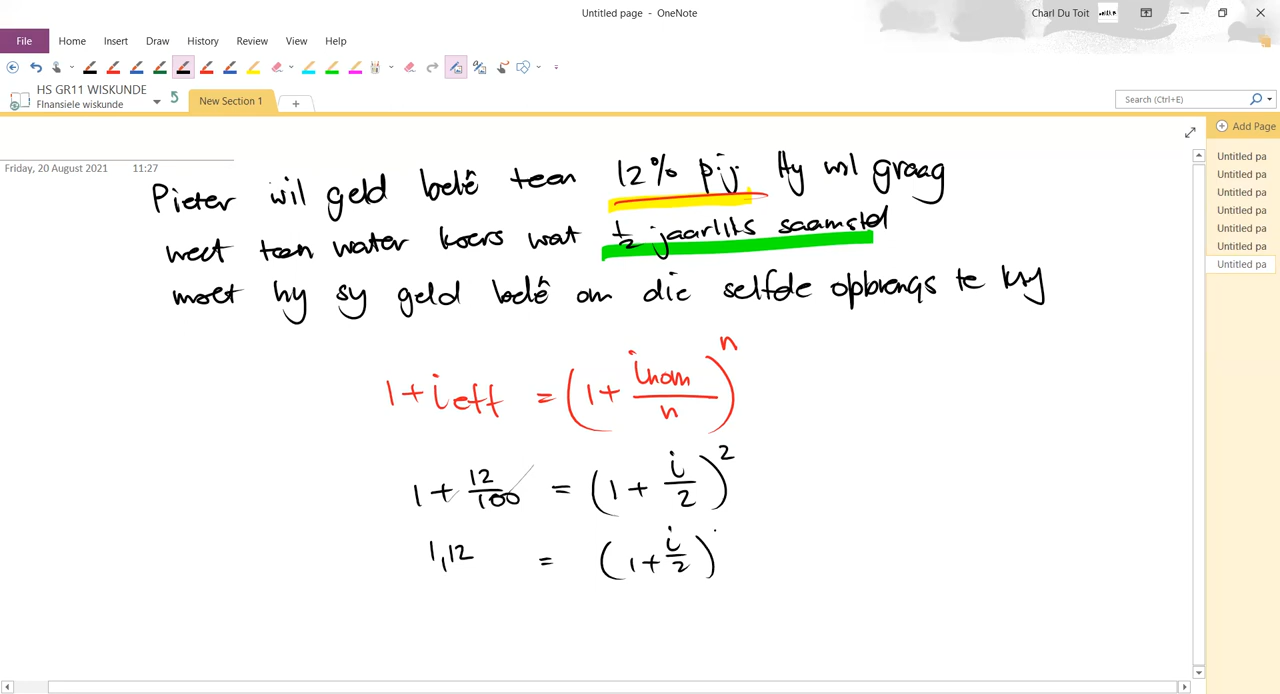 Untitled page - OneNote
Charl Du Toit
File Home Insert Draw History Review View Help
HS GR11 WISKUNDE
FInansiele wiskunde
New Section 1
+
Search (Ctrl+E)
Add Page
Friday, 20 August 2021 11:27
Untitled pa
Untitled pa
Untitled pa
Untitled pa
Untitled pa
Untitled pa
Untitled pa
Pieter wil geld belê teen 12% pj Hy wil graag
weet teen water koers wat ½ jaarliks saamstel
moet hy sy geld belê om die selfde opbrengs te kry
1 + i eff = (1 + i nom / n)^n
1 + 12/100 = (1 + i/2)^2
1,12 = (1 + i/2)